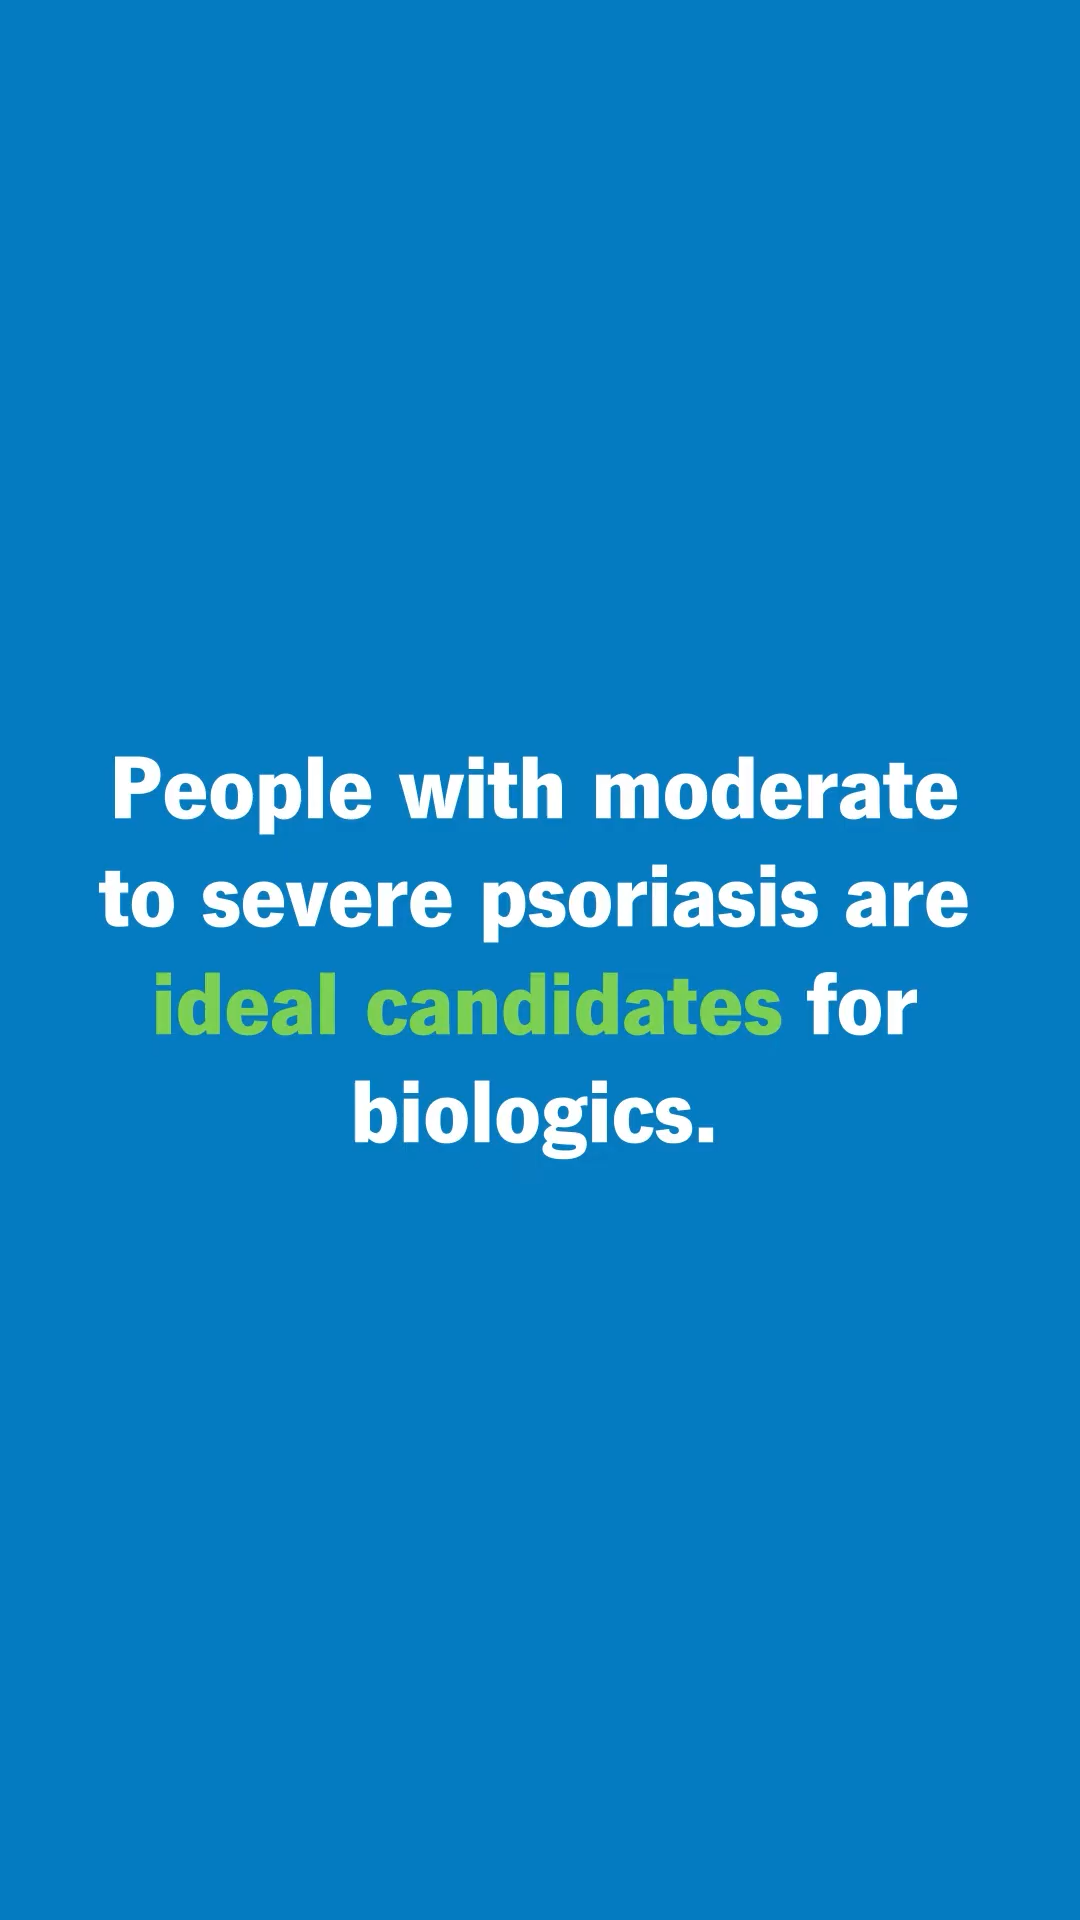 People with moderate
to severe psoriasis are
ideal candidates for
biologics.